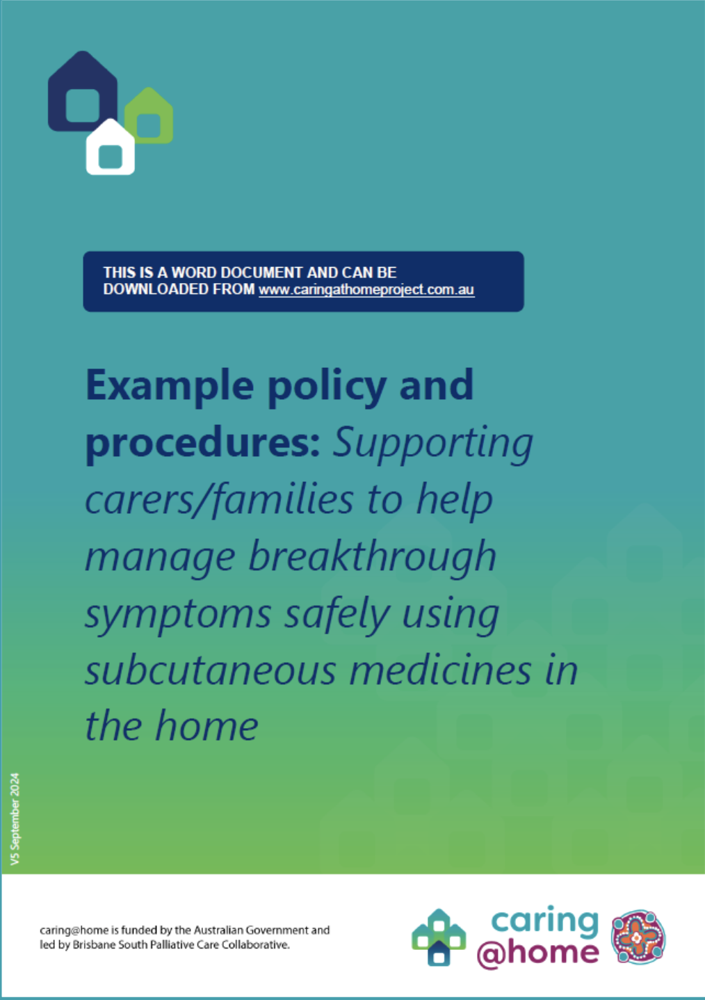 THIS IS A WORD DOCUMENT AND CAN BE
DOWNLOADED FROM www.caringathomeproject.com.au
Example policy and
procedures: Supporting
carers/families to help
manage breakthrough
symptoms safely using
subcutaneous medicines in
the home
V5 September 2024
caring@home is funded by the Australian Government and
led by Brisbane South Palliative Care Collaborative.
caring
@home